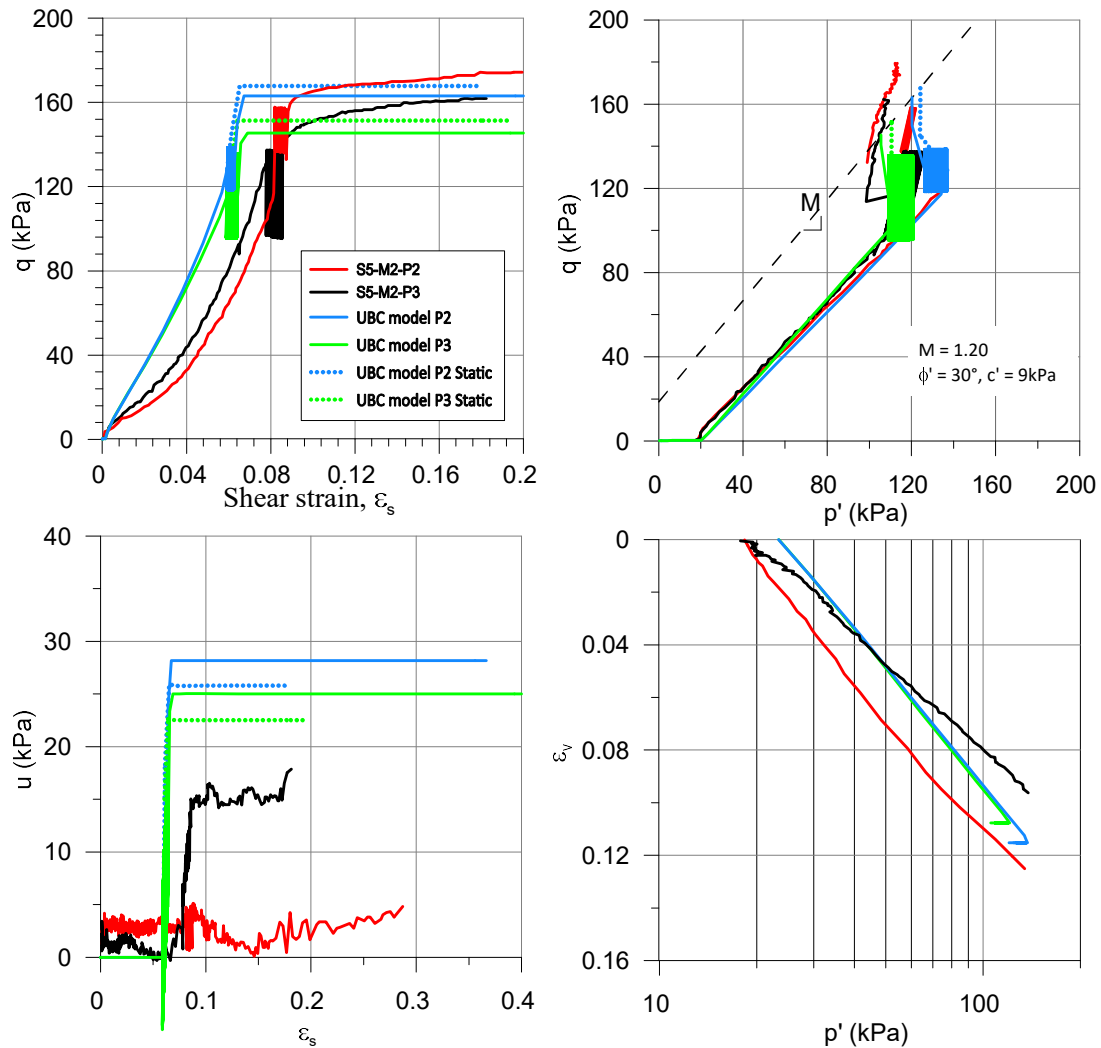 200
160
120
80
40
0
q (kPa)
0 0.04 0.08 0.12 0.16 0.2
Shear strain, εs
S5-M2-P2
S5-M2-P3
UBC model P2
UBC model P3
UBC model P2 Static
UBC model P3 Static
200
160
120
80
40
0
q (kPa)
M
M = 1.20
ϕ' = 30°, c' = 9kPa
0 40 80 120 160 200
p' (kPa)
40
30
20
10
0
u (kPa)
0 0.1 0.2 0.3 0.4
εs
0
0.04
0.08
0.12
0.16
εv
10 100
p' (kPa)